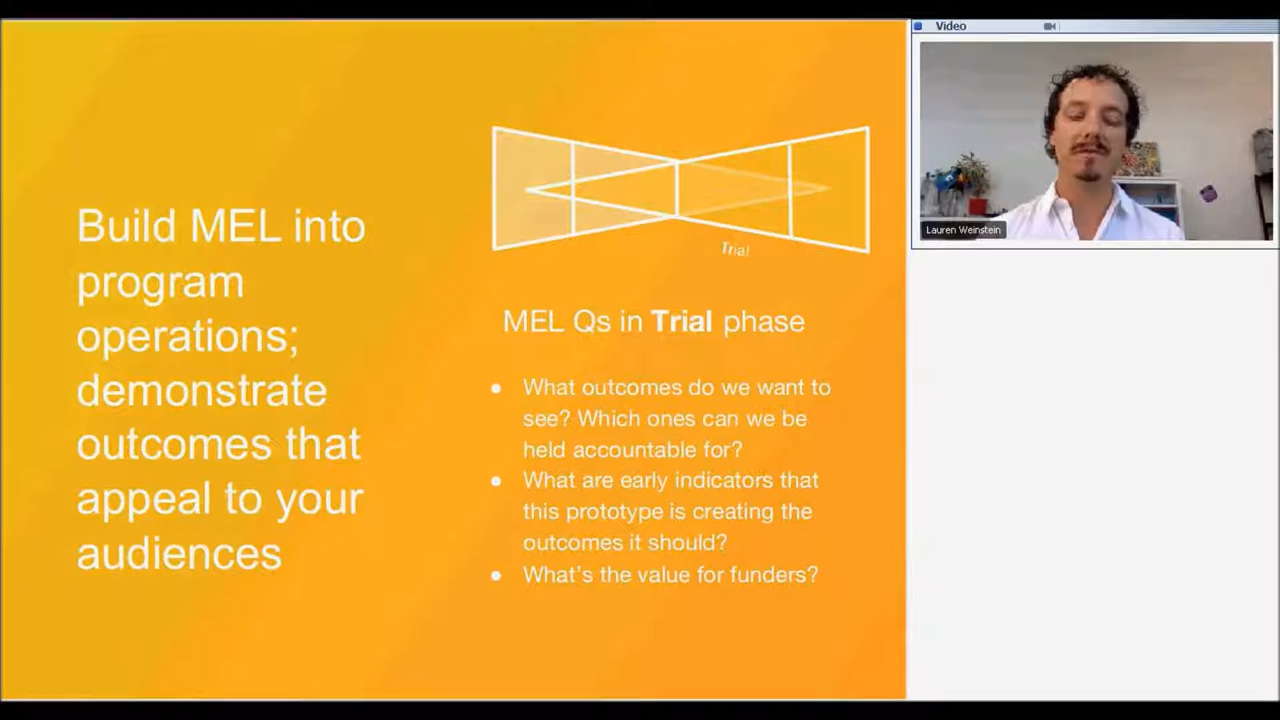 Build MEL into
program
operations;
demonstrate
outcomes that
appeal to your
audiences
Trial
MEL Qs in Trial phase
● What outcomes do we want to
see? Which ones can we be
held accountable for?
● What are early indicators that
this prototype is creating the
outcomes it should?
● What's the value for funders?
Video
Lauren Weinstein